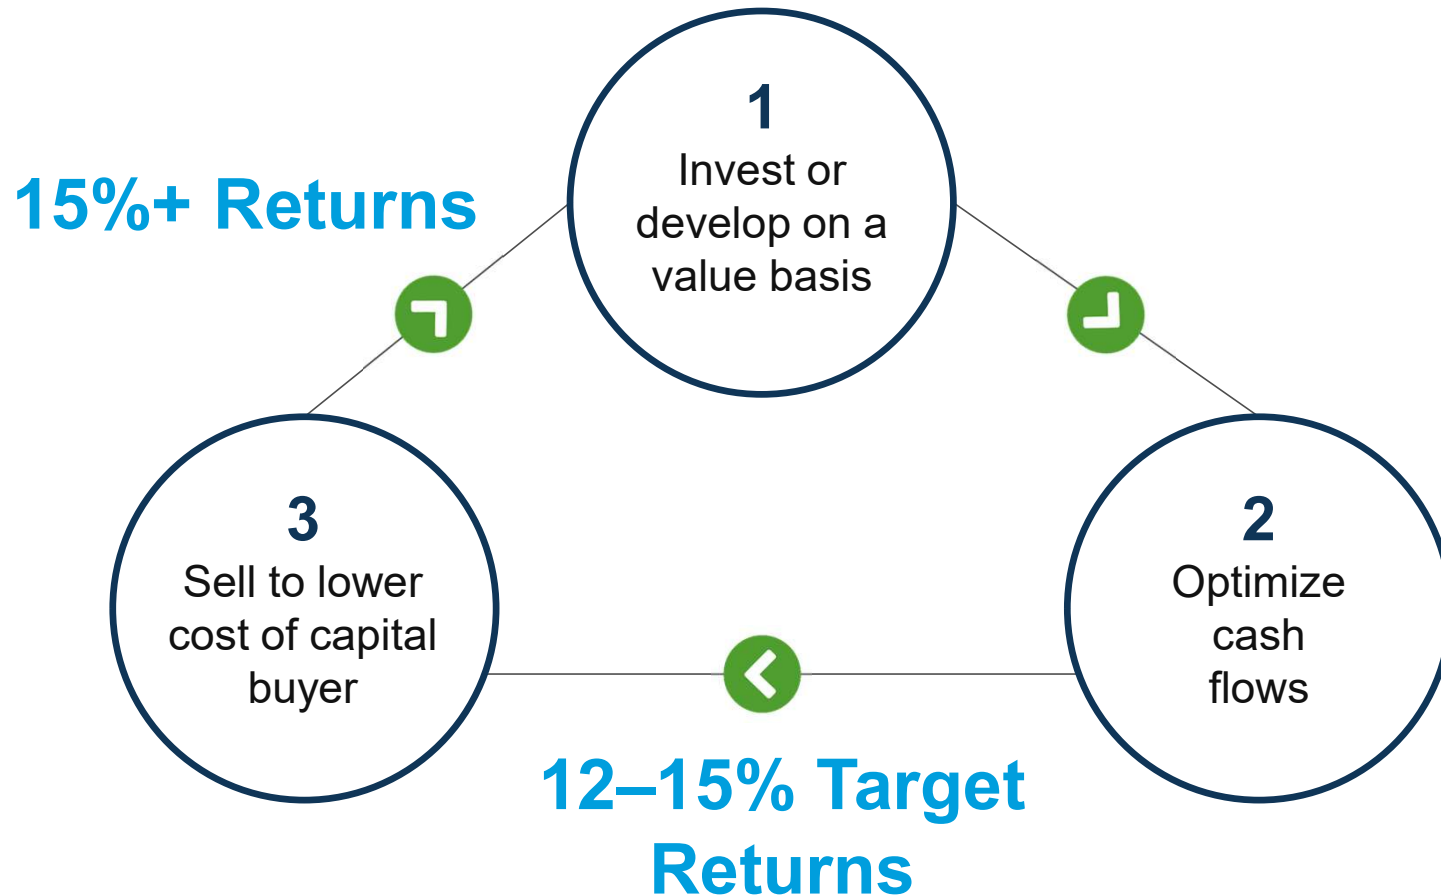 1
Invest or
develop on a
value basis
15%+ Returns
2
Optimize
cash
flows
3
Sell to lower
cost of capital
buyer
12–15% Target
Returns